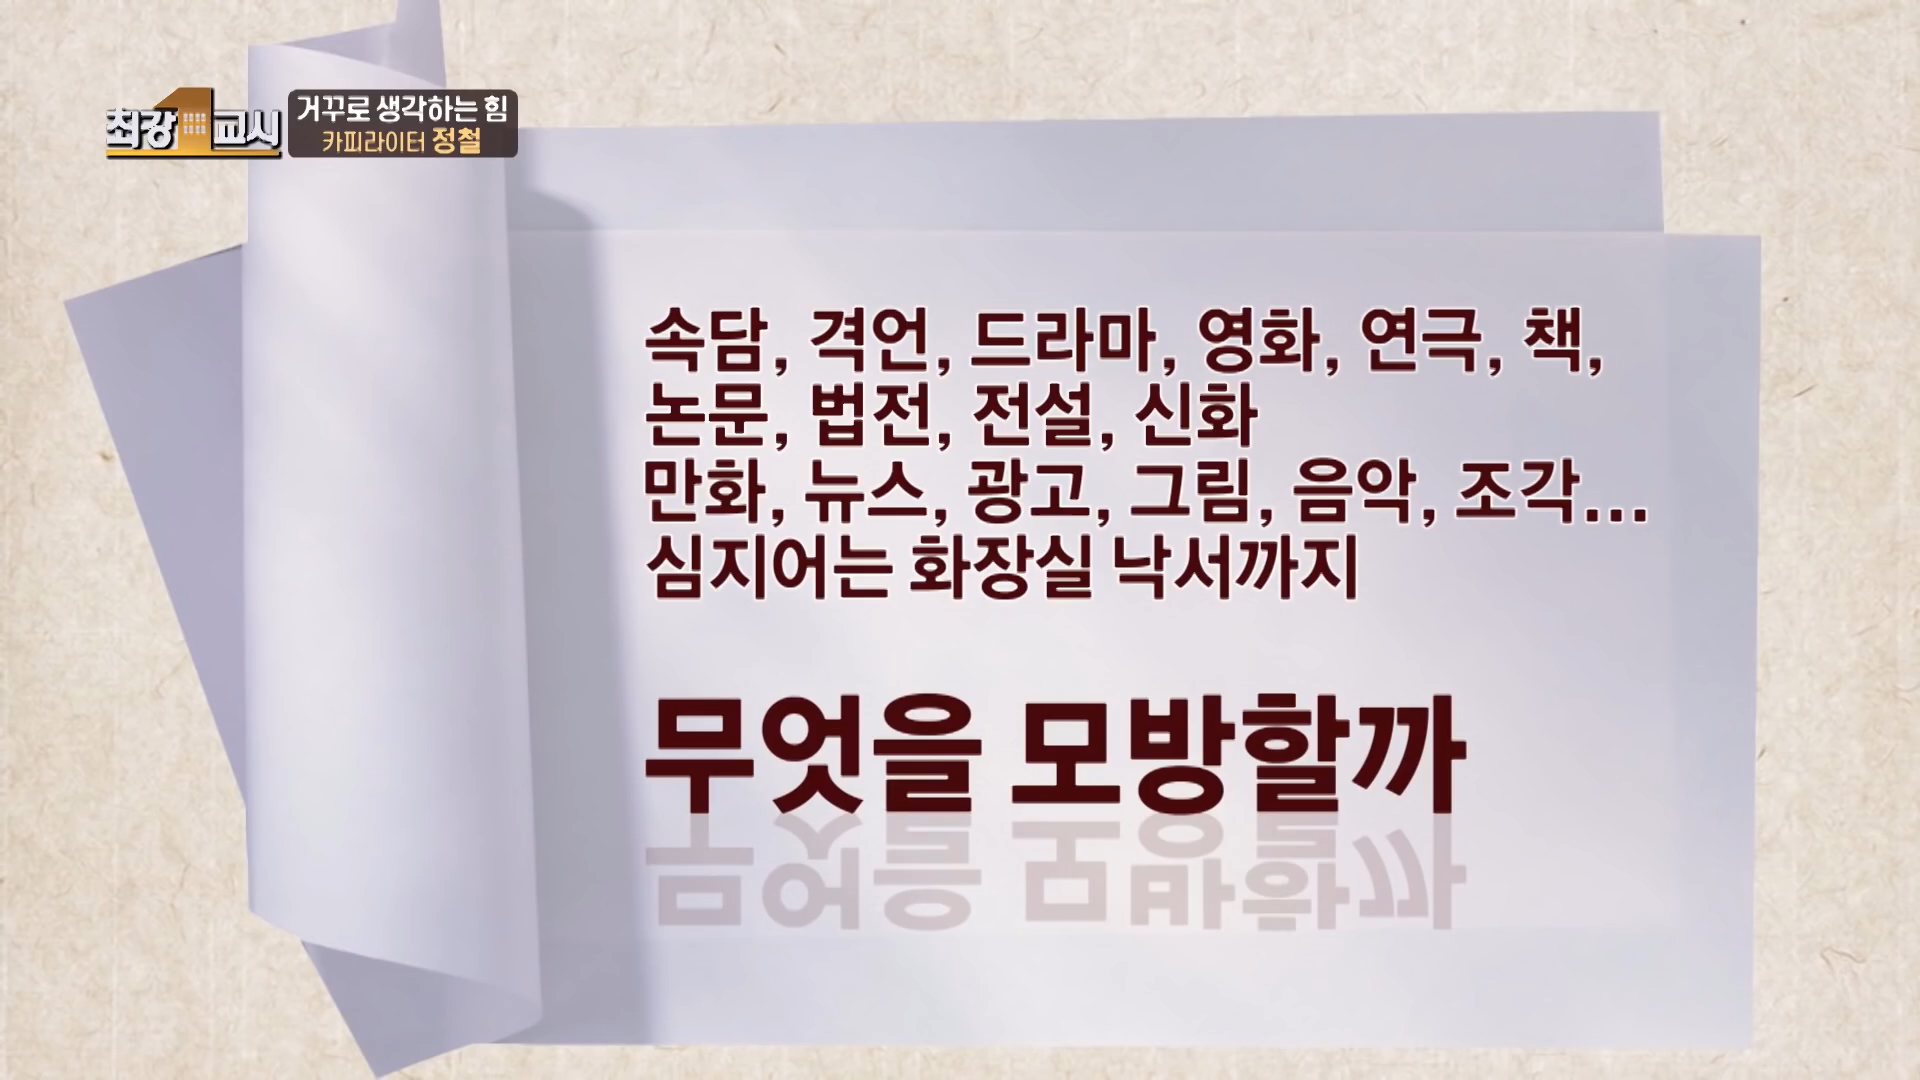 최강1교시
거꾸로 생각하는 힘
카피라이터 정철
속담, 격언, 드라마, 영화, 연극, 책,
논문, 법전, 전설, 신화
만화, 뉴스, 광고, 그림, 음악, 조각...
심지어는 화장실 낙서까지
무엇을 모방할까